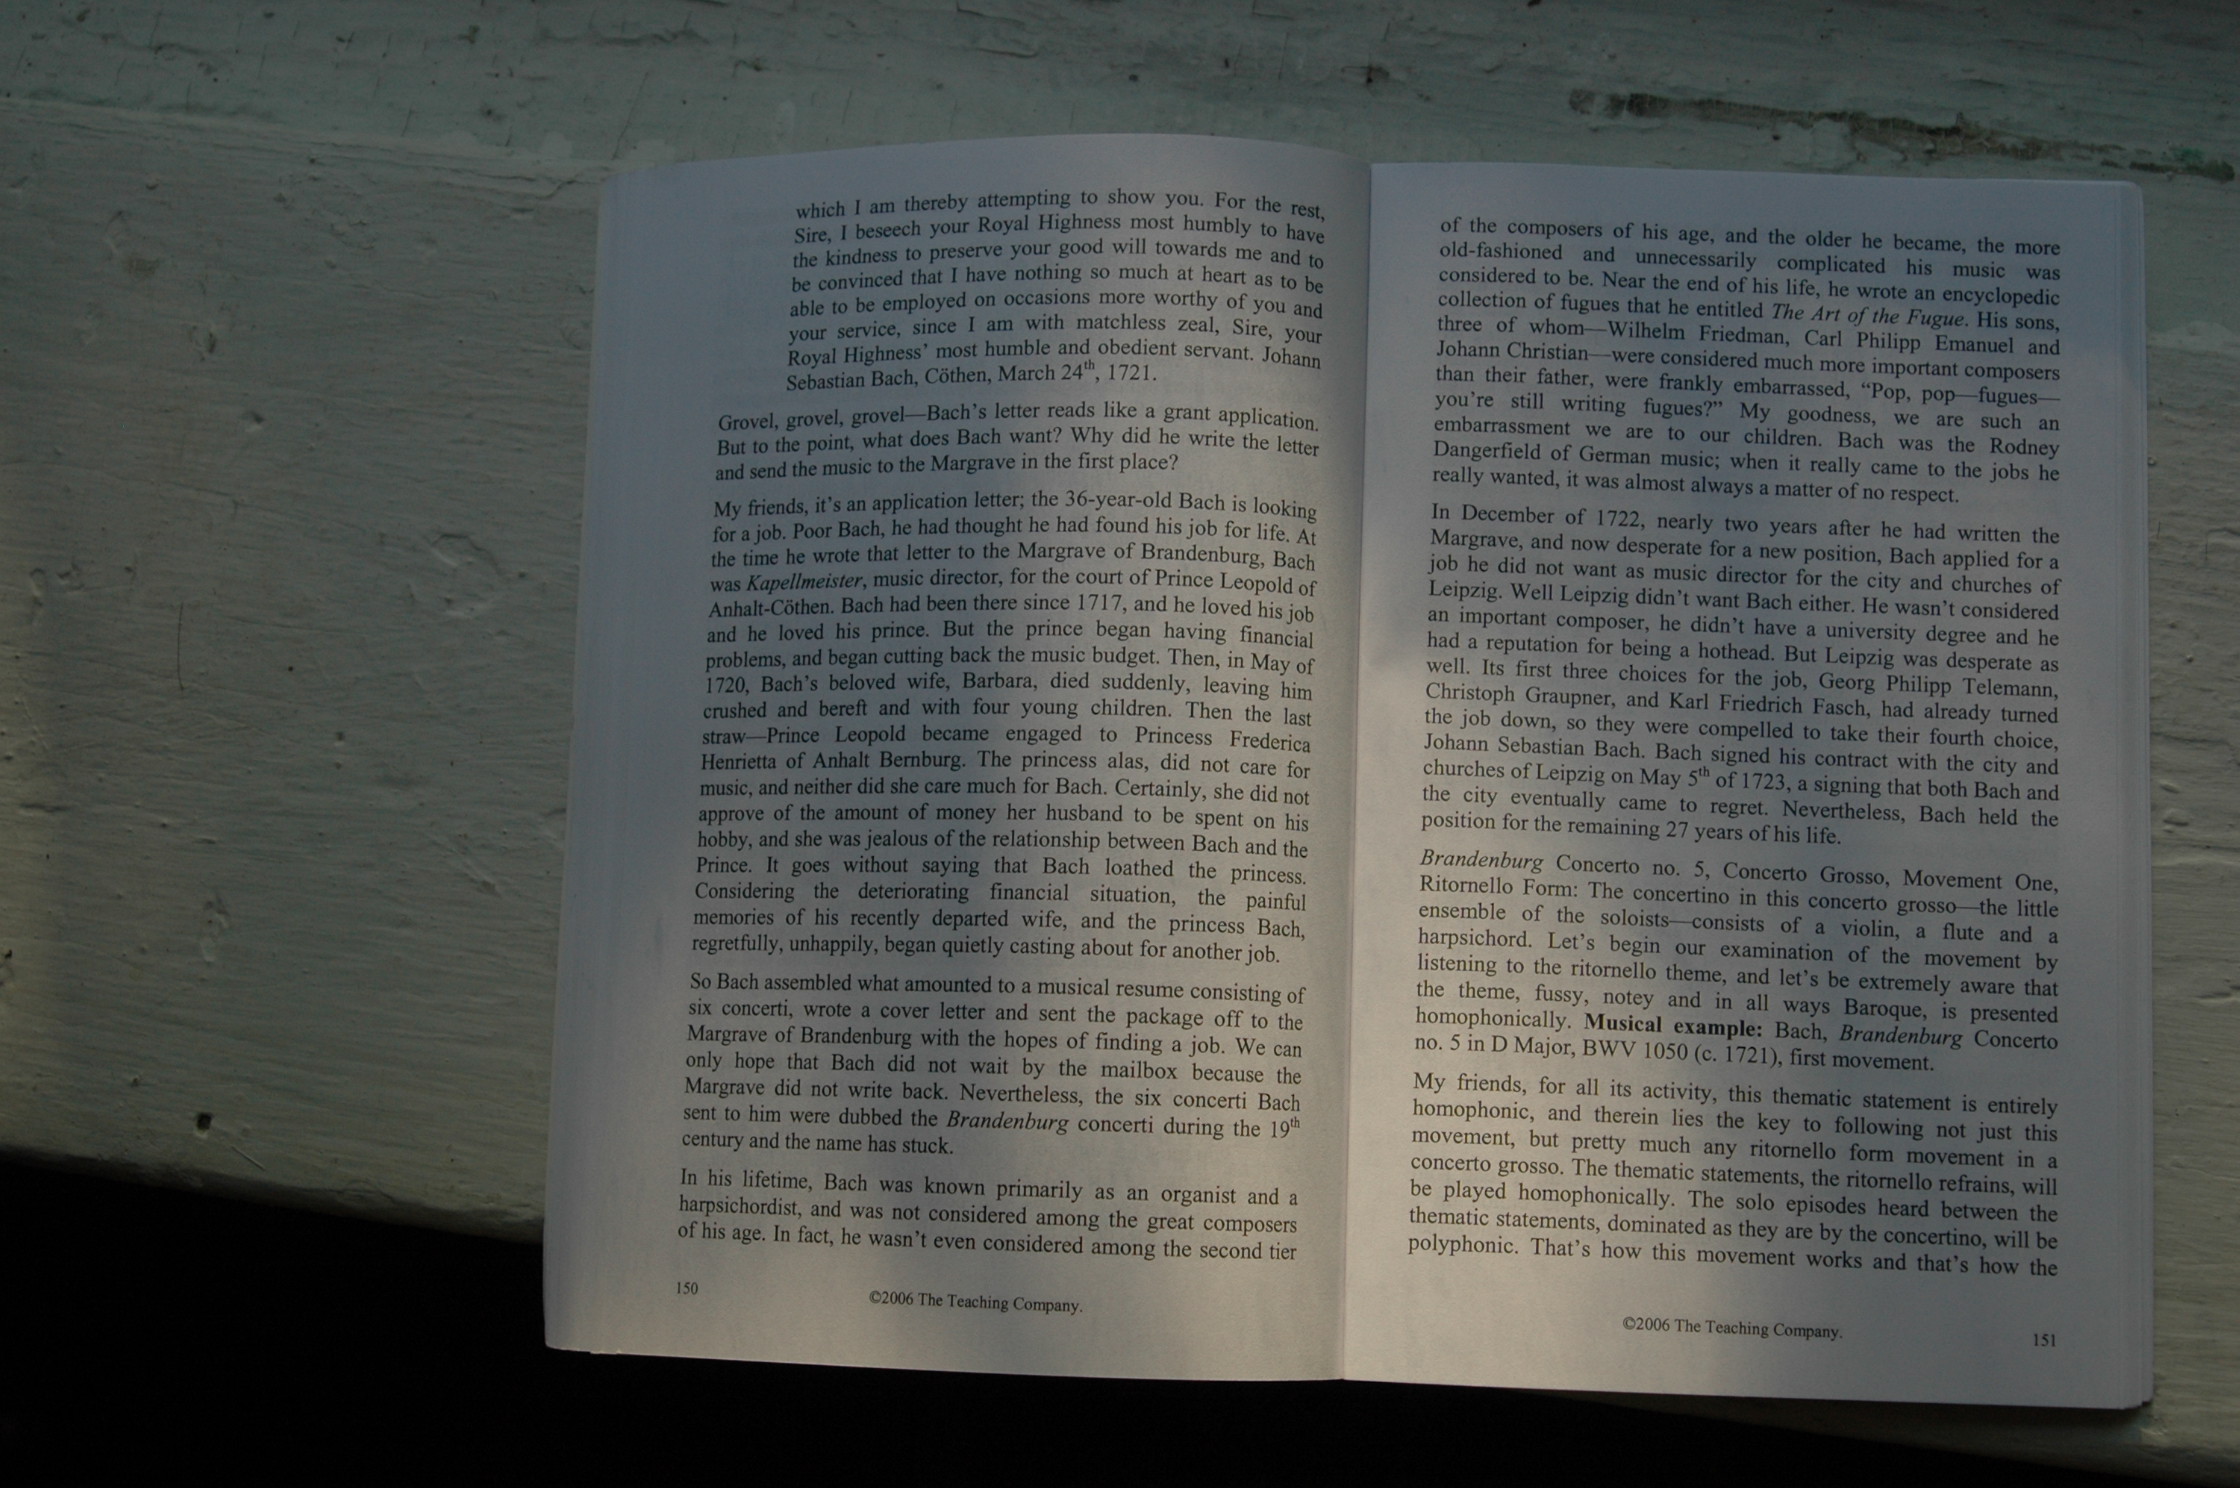 which I am thereby attempting to show you. For the rest,
Sire, I beseech your Royal Highness most humbly to have
the kindness to preserve your good will towards me and to
be convinced that I have nothing so much at heart as to be
able to be employed on occasions more worthy of you and
your service, since I am with matchless zeal, Sire, your
Royal Highness’ most humble and obedient servant. Johann
Sebastian Bach, Cöthen, March 24th, 1721.
Grovel, grovel, grovel—Bach’s letter reads like a grant application.
But to the point, what does Bach want? Why did he write the letter
and send the music to the Margrave in the first place?
My friends, it’s an application letter; the 36-year-old Bach is looking
for a job. Poor Bach, he had thought he had found his job for life. At
the time he wrote that letter to the Margrave of Brandenburg, Bach
was Kapellmeister, music director, for the court of Prince Leopold of
Anhalt-Cöthen. Bach had been there since 1717, and he loved his job
and he loved his prince. But the prince began having financial
problems, and began cutting back the music budget. Then, in May of
1720, Bach’s beloved wife, Barbara, died suddenly, leaving him
crushed and bereft and with four young children. Then the last
straw—Prince Leopold became engaged to Princess Frederica
Henrietta of Anhalt Bernburg. The princess alas, did not care for
music, and neither did she care much for Bach. Certainly, she did not
approve of the amount of money her husband to be spent on his
hobby, and she was jealous of the relationship between Bach and the
Prince. It goes without saying that Bach loathed the princess.
Considering the deteriorating financial situation, the painful
memories of his recently departed wife, and the princess Bach,
regretfully, unhappily, began quietly casting about for another job.
So Bach assembled what amounted to a musical resume consisting of
six concerti, wrote a cover letter and sent the package off to the
Margrave of Brandenburg with the hopes of finding a job. We can
only hope that Bach did not wait by the mailbox because the
Margrave did not write back. Nevertheless, the six concerti Bach
sent to him were dubbed the Brandenburg concerti during the 19th
century and the name has stuck.
In his lifetime, Bach was known primarily as an organist and a
harpsichordist, and was not considered among the great composers
of his age. In fact, he wasn’t even considered among the second tier
150
©2006 The Teaching Company.
of the composers of his age, and the older he became, the more
old-fashioned and unnecessarily complicated his music was
considered to be. Near the end of his life, he wrote an encyclopedic
collection of fugues that he entitled The Art of the Fugue. His sons,
three of whom—Wilhelm Friedman, Carl Philipp Emanuel and
Johann Christian—were considered much more important composers
than their father, were frankly embarrassed, “Pop, pop—fugues—
you’re still writing fugues?” My goodness, we are such an
embarrassment we are to our children. Bach was the Rodney
Dangerfield of German music; when it really came to the jobs he
really wanted, it was almost always a matter of no respect.
In December of 1722, nearly two years after he had written the
Margrave, and now desperate for a new position, Bach applied for a
job he did not want as music director for the city and churches of
Leipzig. Well Leipzig didn’t want Bach either. He wasn’t considered
an important composer, he didn’t have a university degree and he
had a reputation for being a hothead. But Leipzig was desperate as
well. Its first three choices for the job, Georg Philipp Telemann,
Christoph Graupner, and Karl Friedrich Fasch, had already turned
the job down, so they were compelled to take their fourth choice,
Johann Sebastian Bach. Bach signed his contract with the city and
churches of Leipzig on May 5th of 1723, a signing that both Bach and
the city eventually came to regret. Nevertheless, Bach held the
position for the remaining 27 years of his life.
Brandenburg Concerto no. 5, Concerto Grosso, Movement One,
Ritornello Form: The concertino in this concerto grosso—the little
ensemble of the soloists—consists of a violin, a flute and a
harpsichord. Let’s begin our examination of the movement by
listening to the ritornello theme, and let’s be extremely aware that
the theme, fussy, notey and in all ways Baroque, is presented
homophonically. Musical example: Bach, Brandenburg Concerto
no. 5 in D Major, BWV 1050 (c. 1721), first movement.
My friends, for all its activity, this thematic statement is entirely
homophonic, and therein lies the key to following not just this
movement, but pretty much any ritornello form movement in a
concerto grosso. The thematic statements, the ritornello refrains, will
be played homophonically. The solo episodes heard between the
thematic statements, dominated as they are by the concertino, will be
polyphonic. That’s how this movement works and that’s how the
©2006 The Teaching Company.
151